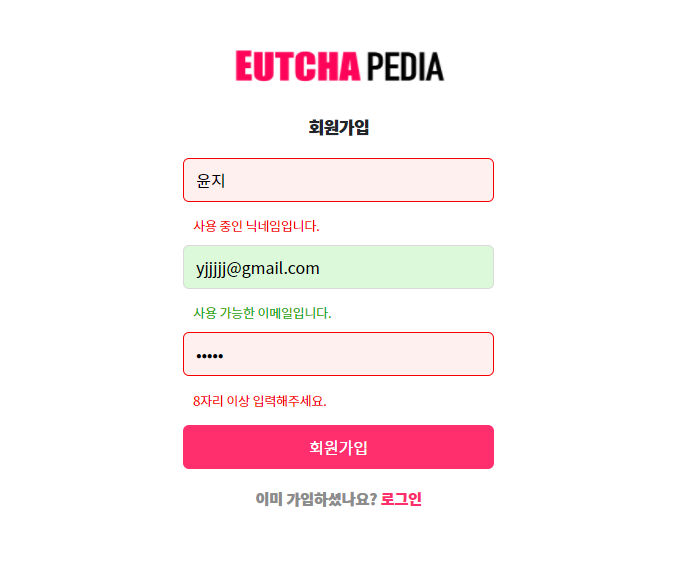 EUTCHA PEDIA
회원가입
윤지
사용 중인 닉네임입니다.
yjjjjj@gmail.com
사용 가능한 이메일입니다.
•••••
8자리 이상 입력해주세요.
회원가입
이미 가입하셨나요? 로그인